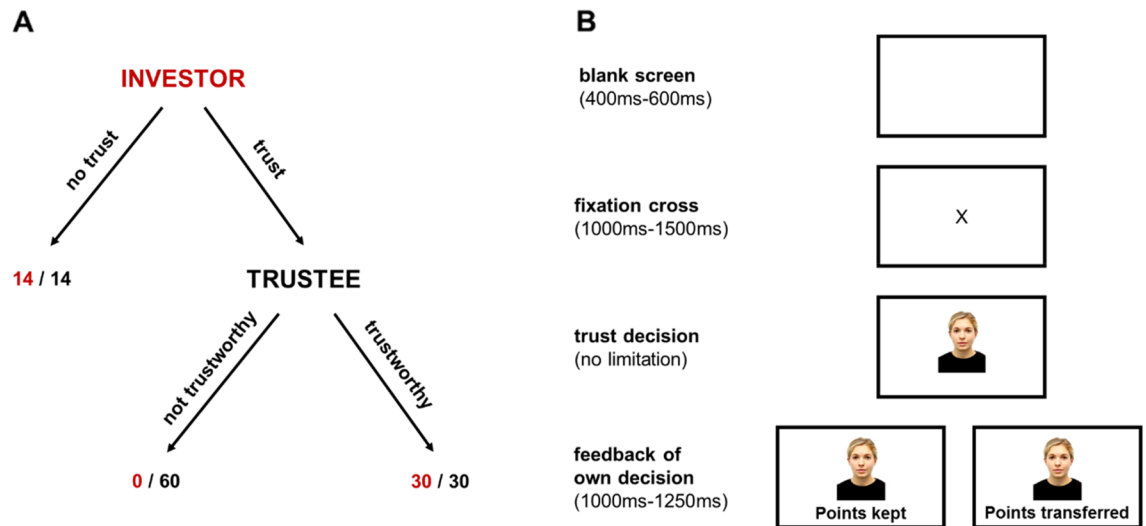 A
INVESTOR
no trust
trust
14 / 14
TRUSTEE
not trustworthy
trustworthy
0 / 60
30 / 30
B
blank screen
(400ms-600ms)
fixation cross
(1000ms-1500ms)
X
trust decision
(no limitation)
feedback of
own decision
(1000ms-1250ms)
Points kept
Points transferred